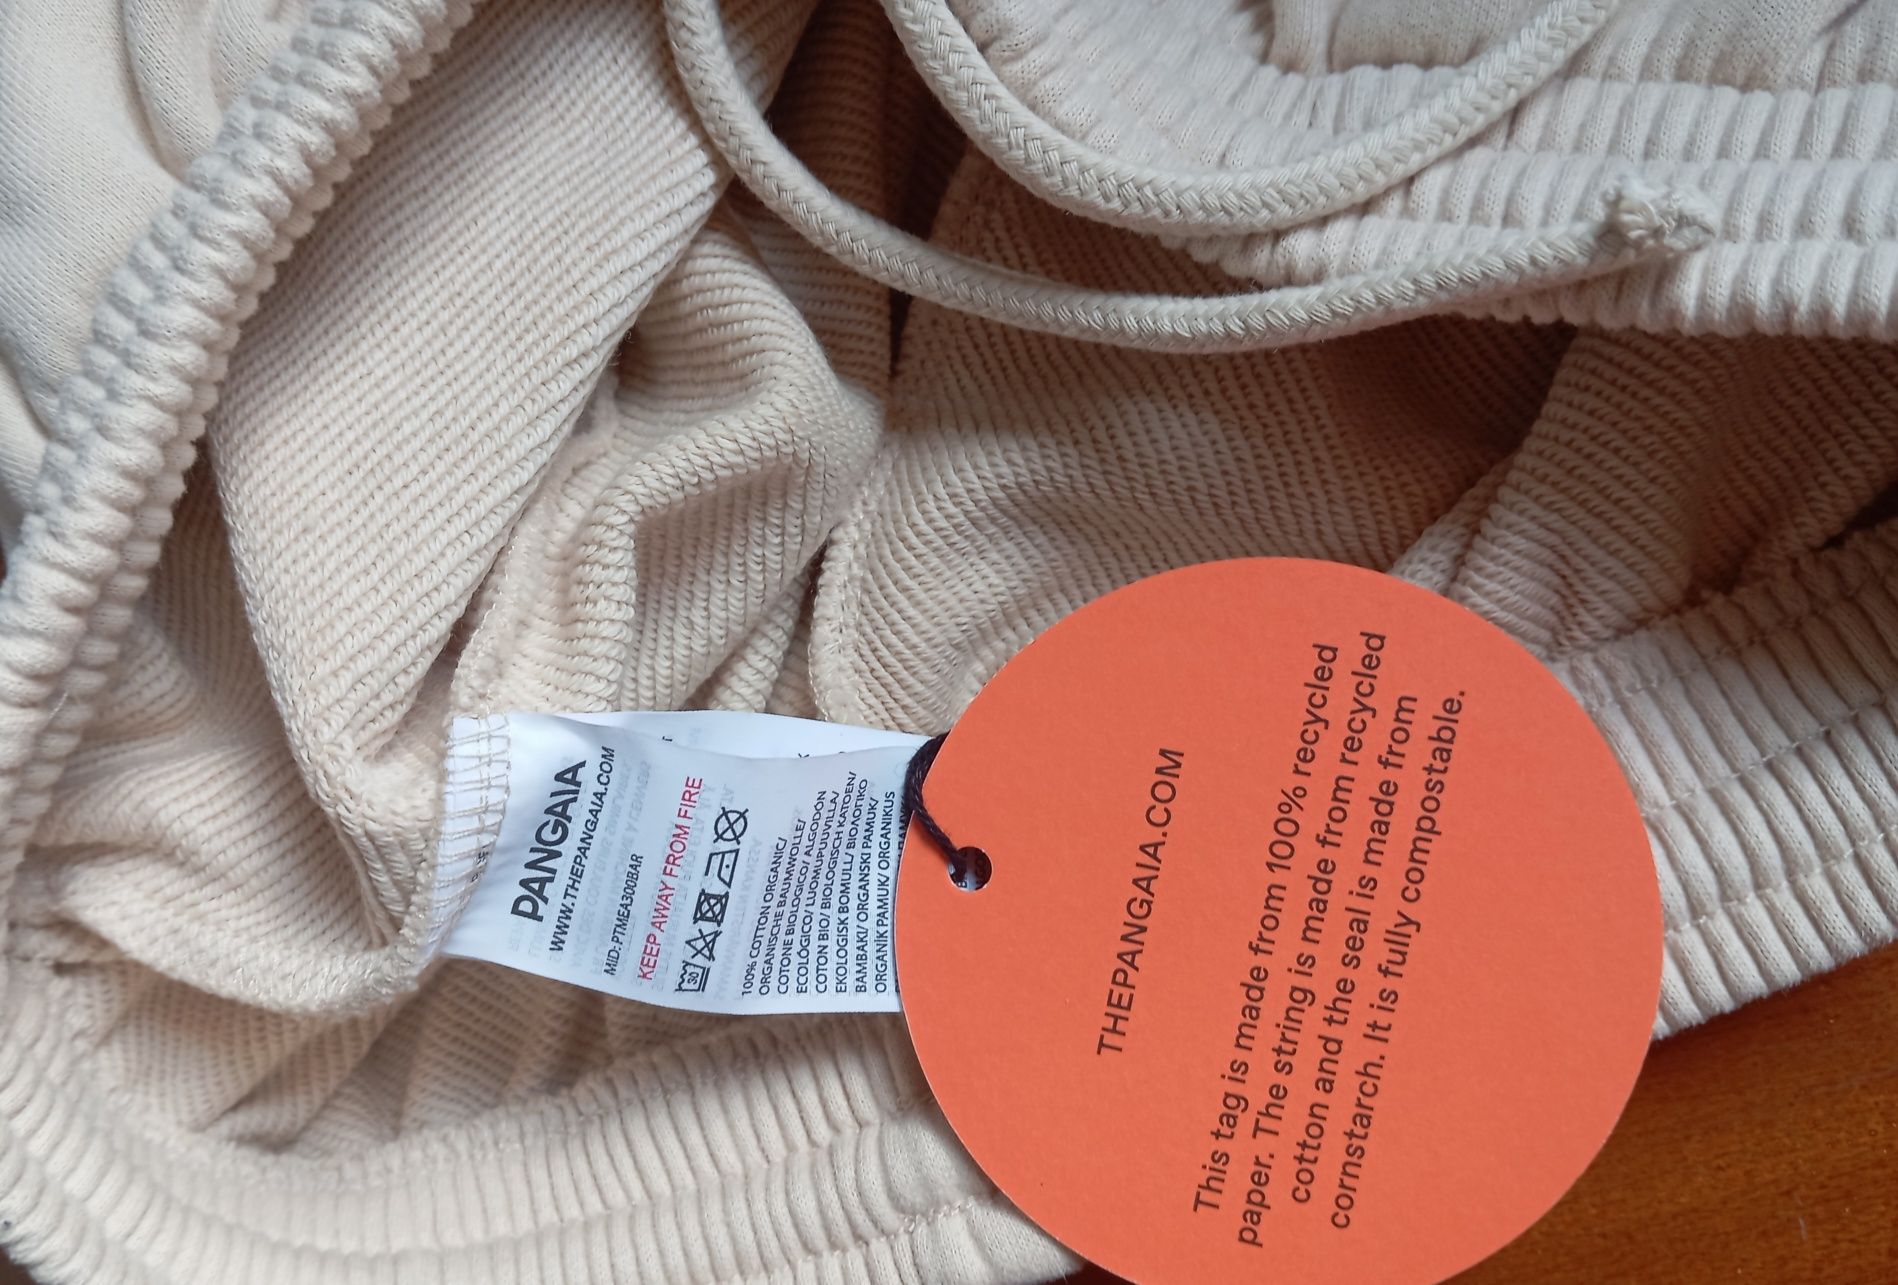 PANGAIA
WWW.THEPANGAIA.COM
MID: PTMEA300BAR
KEEP AWAY FROM FIRE
30
100% COTTON ORGANIC/
ORGANISCHE BAUMWOLLE/
COTONE BIOLOGICO/ ALGODÓN
ECOLÓGICO/ LUOMUPUUVILLA/
COTON BIO/ BIOLOGISCH KATOEN/
EKOLOGISK BOMULL/ ΒΙΟΛΟΓΙΚΟ
ΒΑΜΒΑΚΙ/ ORGANSKI PAMUK/
ORGANİK PAMUK/ ORGANIKUS
THEPANGAIA.COM
This tag is made from 100% recycled
paper. The string is made from recycled
cotton and the seal is made from
cornstarch. It is fully compostable.